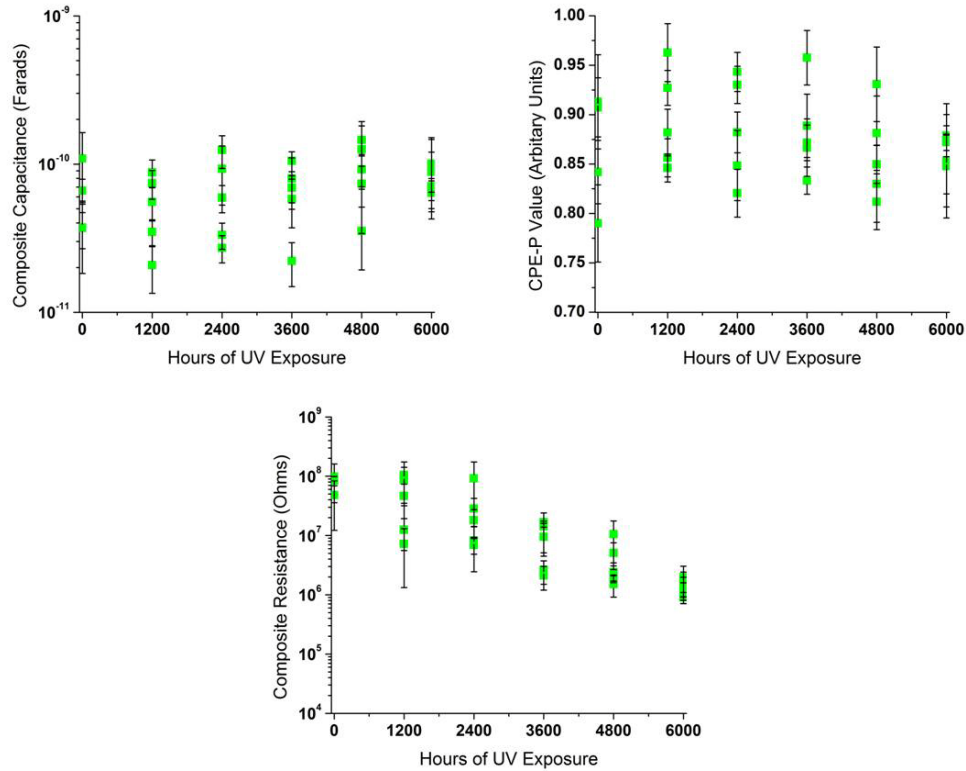 10⁻⁹
10⁻¹⁰
10⁻¹¹
Composite Capacitance (Farads)
0 1200 2400 3600 4800 6000
Hours of UV Exposure
1.00
0.95
0.90
0.85
0.80
0.75
0.70
CPE-P Value (Arbitary Units)
0 1200 2400 3600 4800 6000
Hours of UV Exposure
10⁹
10⁸
10⁷
10⁶
10⁵
10⁴
Composite Resistance (Ohms)
0 1200 2400 3600 4800 6000
Hours of UV Exposure